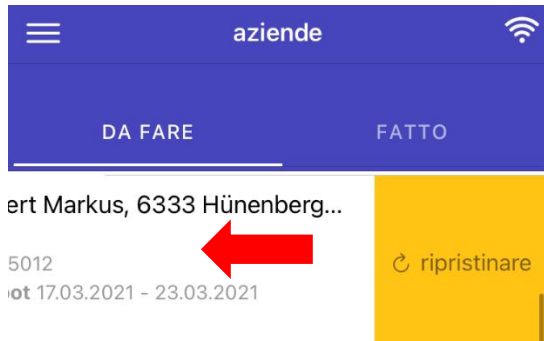 aziende
DA FARE FATTO
ert Markus, 6333 Hünenberg...
5012
ripristinare
ot 17.03.2021 - 23.03.2021